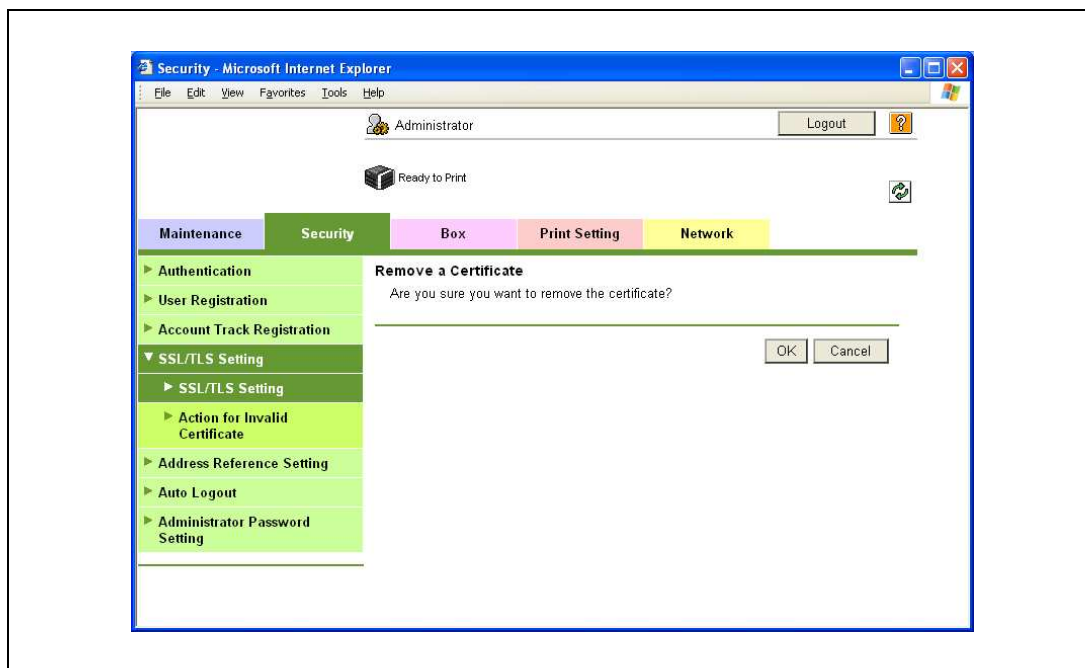 Security - Microsoft Internet Explorer
File Edit View Favorites Tools Help
Administrator
Logout
?
Ready to Print
Maintenance Security Box Print Setting Network
Authentication
User Registration
Account Track Registration
SSL/TLS Setting
SSL/TLS Setting
Action for Invalid
Certificate
Address Reference Setting
Auto Logout
Administrator Password
Setting
Remove a Certificate
Are you sure you want to remove the certificate?
OK Cancel